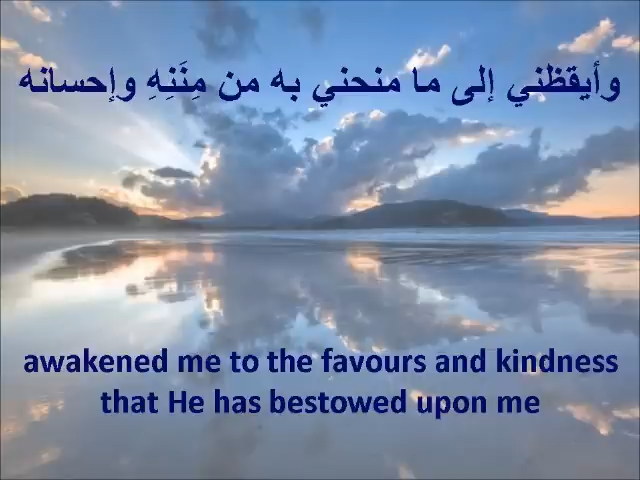 وأيقظني إلى ما منحني به من مِنَنِهِ وإحسانه
awakened me to the favours and kindness
that He has bestowed upon me